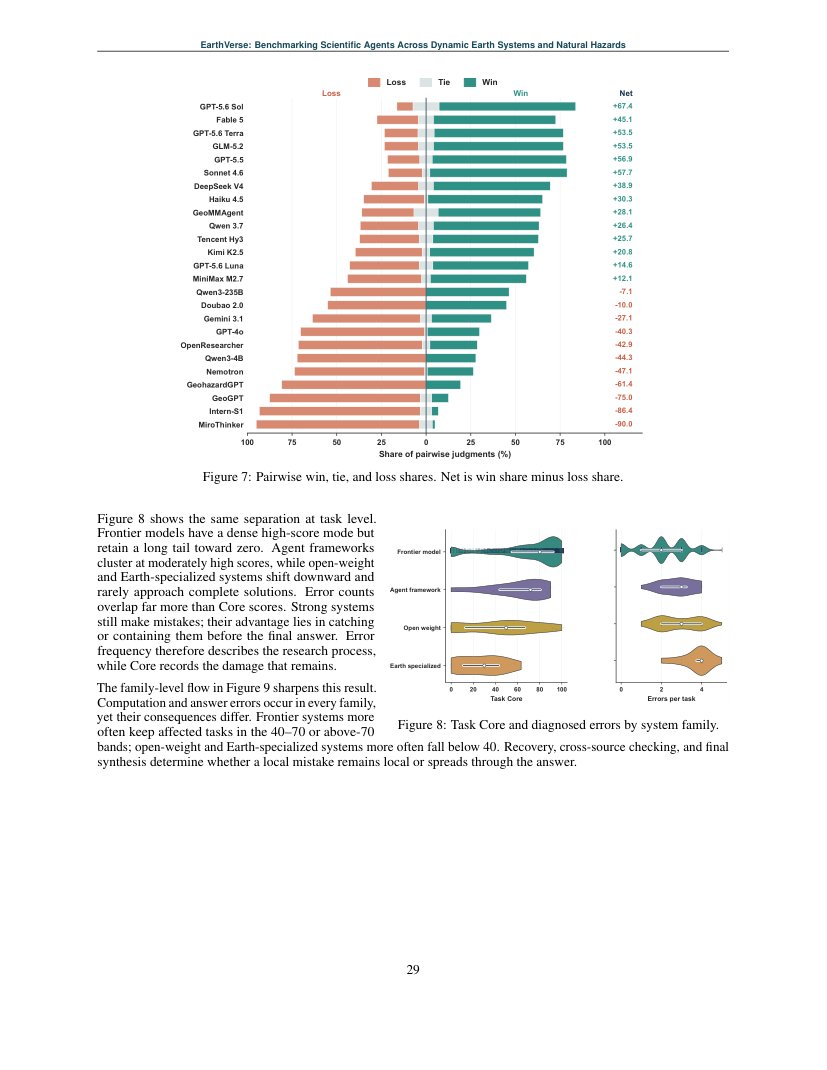 EarthVerse: Benchmarking Scientific Agents Across Dynamic Earth Systems and Natural Hazards
Loss Tie Win
Loss Win Net
GPT-5.6 Sol +67.4
Fable 5 +45.1
GPT-5.6 Terra +53.5
GLM-5.2 +53.5
GPT-5.5 +56.9
Sonnet 4.6 +57.7
DeepSeek V4 +38.9
Haiku 4.5 +30.3
GeoMMAgent +28.1
Qwen 3.7 +26.4
Tencent Hy3 +25.7
Kimi K2.5 +20.8
GPT-5.6 Luna +14.6
MiniMax M2.7 +12.1
Qwen3-235B -7.1
Doubao 2.0 -10.0
Gemini 3.1 -27.1
GPT-4o -40.3
OpenResearcher -42.9
Qwen3-4B -44.3
Nemotron -47.1
GeohazardGPT -61.4
GeoGPT -75.0
Intern-S1 -86.4
MiroThinker -90.0
100 75 50 25 0 25 50 75 100
Share of pairwise judgments (%)
Figure 7: Pairwise win, tie, and loss shares. Net is win share minus loss share.
Figure 8 shows the same separation at task level.
Frontier models have a dense high-score mode but
retain a long tail toward zero. Agent frameworks
cluster at moderately high scores, while open-weight
and Earth-specialized systems shift downward and
rarely approach complete solutions. Error counts
overlap far more than Core scores. Strong systems
still make mistakes; their advantage lies in catching
or containing them before the final answer. Error
frequency therefore describes the research process,
while Core records the damage that remains.
The family-level flow in Figure 9 sharpens this result.
Computation and answer errors occur in every family,
yet their consequences differ. Frontier systems more
often keep affected tasks in the 40–70 or above-70
Frontier model
Agent framework
Open weight
Earth specialized
0 20 40 60 80 100
Task Core
0 2 4
Errors per task
Figure 8: Task Core and diagnosed errors by system family.
bands; open-weight and Earth-specialized systems more often fall below 40. Recovery, cross-source checking, and final
synthesis determine whether a local mistake remains local or spreads through the answer.
29